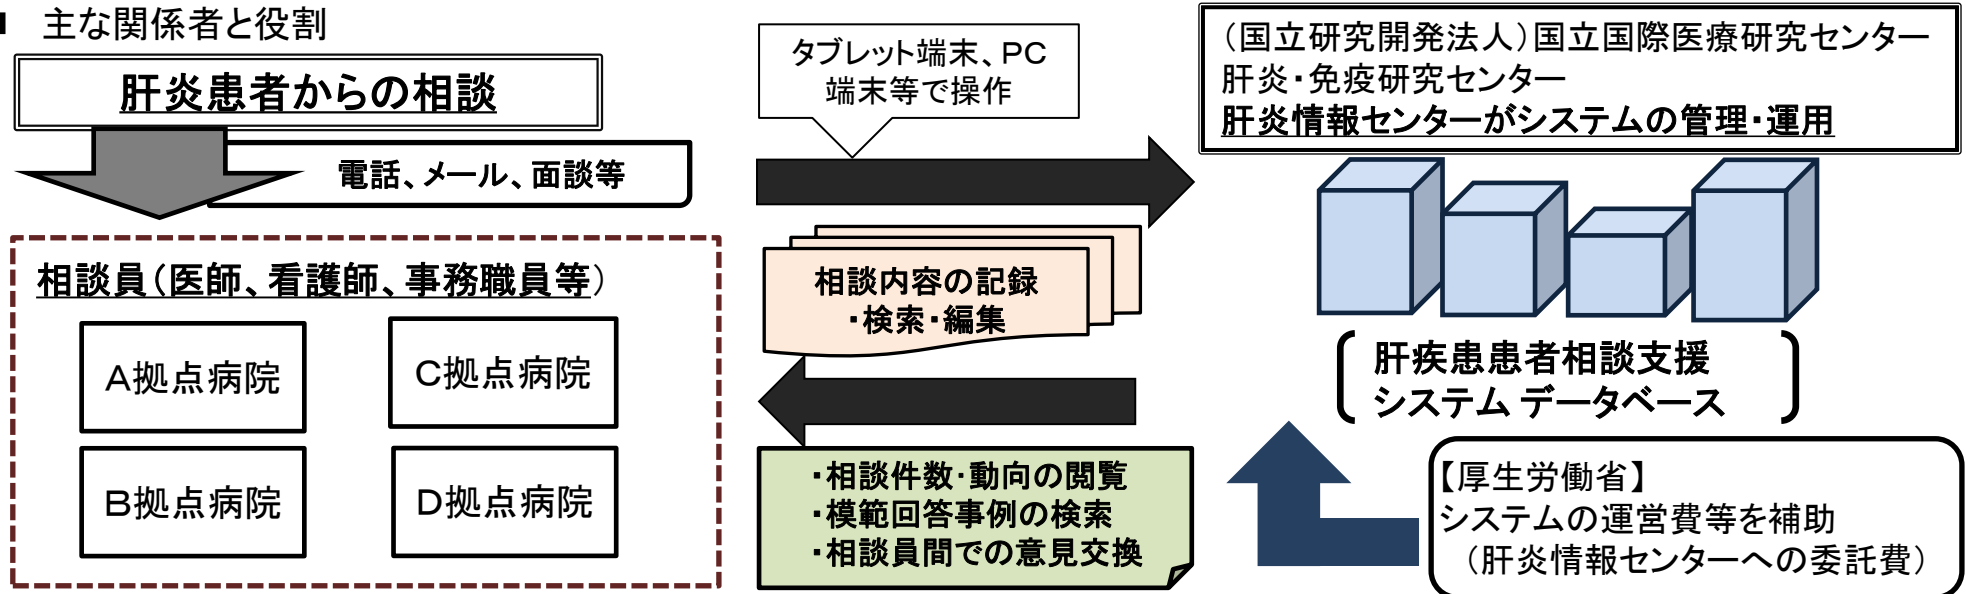 ■ 主な関係者と役割
肝炎患者からの相談
電話、メール、面談等
相談員（医師、看護師、事務職員等）
A拠点病院
C拠点病院
B拠点病院
D拠点病院
タブレット端末、PC
端末等で操作
相談内容の記録
・検索・編集
・相談件数・動向の閲覧
・模範回答事例の検索
・相談員間での意見交換
（国立研究開発法人）国立国際医療研究センター
肝炎・免疫研究センター
肝炎情報センターがシステムの管理・運用
肝疾患患者相談支援
システム データベース
【厚生労働省】
システムの運営費等を補助
（肝炎情報センターへの委託費）